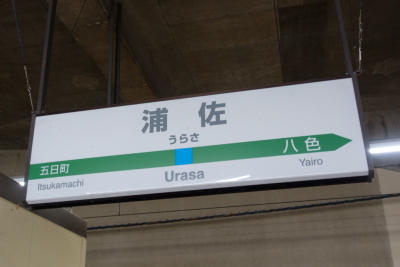 浦佐
うらさ
五日町
八色
Itsukamachi
Urasa
Yairo